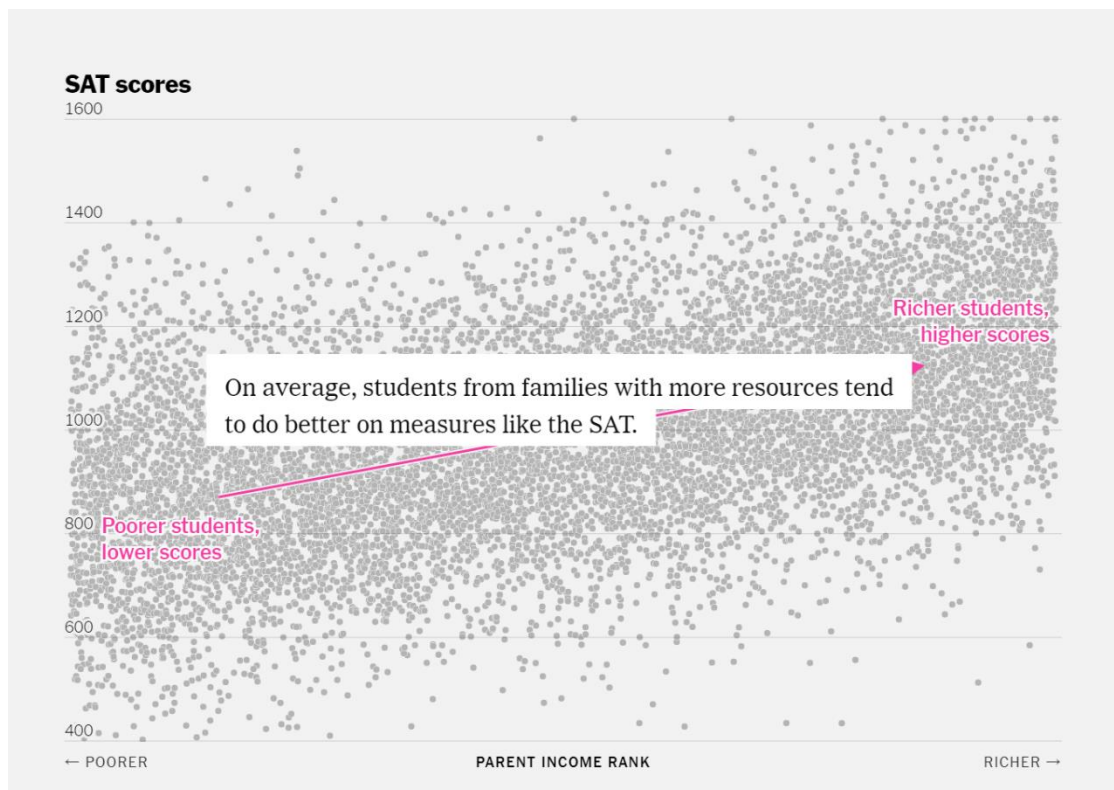 SAT scores
1600
1400
1200
Richer students,
higher scores
On average, students from families with more resources tend
to do better on measures like the SAT.
1000
800
Poorer students,
lower scores
600
400
← POORER
PARENT INCOME RANK
RICHER →